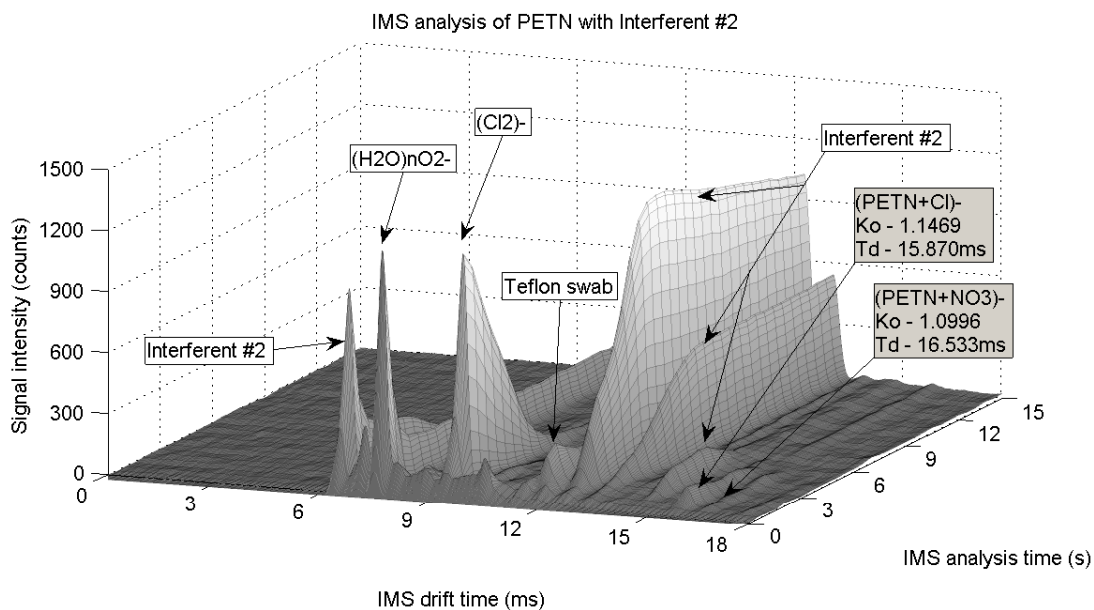 IMS analysis of PETN with Interferent #2
(Cl2)-
(H2O)nO2-
Interferent #2
Teflon swab
Interferent #2
(PETN+Cl)-
Ko - 1.1469
Td - 15.870ms
(PETN+NO3)-
Ko - 1.0996
Td - 16.533ms
Signal intensity (counts)
1500
1200
900
600
300
0
0
3
6
9
12
15
18
IMS drift time (ms)
0
3
6
9
12
15
IMS analysis time (s)